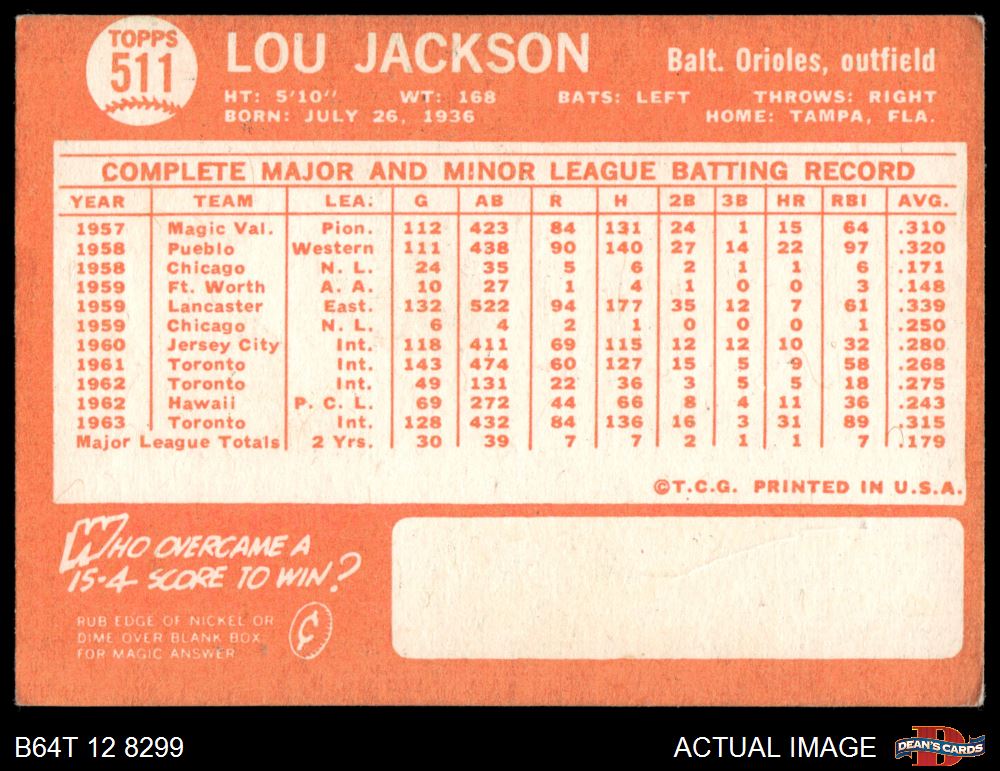 TOPPS
511
LOU JACKSON
Balt. Orioles, outfield
HT: 5'10" WT: 168 BATS: LEFT THROWS: RIGHT
BORN: JULY 26, 1936 HOME: TAMPA, FLA.
COMPLETE MAJOR AND MINOR LEAGUE BATTING RECORD
YEAR TEAM LEA. G AB R H 2B 3B HR RBI AVG.
1957 Magic Val. Pion. 112 423 84 131 24 1 15 64 .310
1958 Pueblo Western 111 438 90 140 27 14 22 97 .320
1958 Chicago N. L. 24 35 5 6 2 1 1 6 .171
1959 Ft. Worth A. A. 10 27 1 4 1 0 0 3 .148
1959 Lancaster East. 132 522 94 177 35 12 7 61 .339
1959 Chicago N. L. 6 4 2 1 0 0 0 1 .250
1960 Jersey City Int. 118 411 69 115 12 12 10 32 .280
1961 Toronto Int. 143 474 60 127 15 5 9 58 .268
1962 Toronto Int. 49 131 22 36 3 5 5 18 .275
1962 Hawaii P. C. L. 69 272 44 66 8 4 11 36 .243
1963 Toronto Int. 128 432 84 136 16 3 31 89 .315
Major League Totals 2 Yrs. 30 39 7 7 2 1 1 7 .179
©T.C.G. PRINTED IN U.S.A.
WHO OVERCAME A
15-4 SCORE TO WIN?
RUB EDGE OF NICKEL OR
DIME OVER BLANK BOX
FOR MAGIC ANSWER
¢
B64T 12 8299
ACTUAL IMAGE
D
DEAN'S CARDS